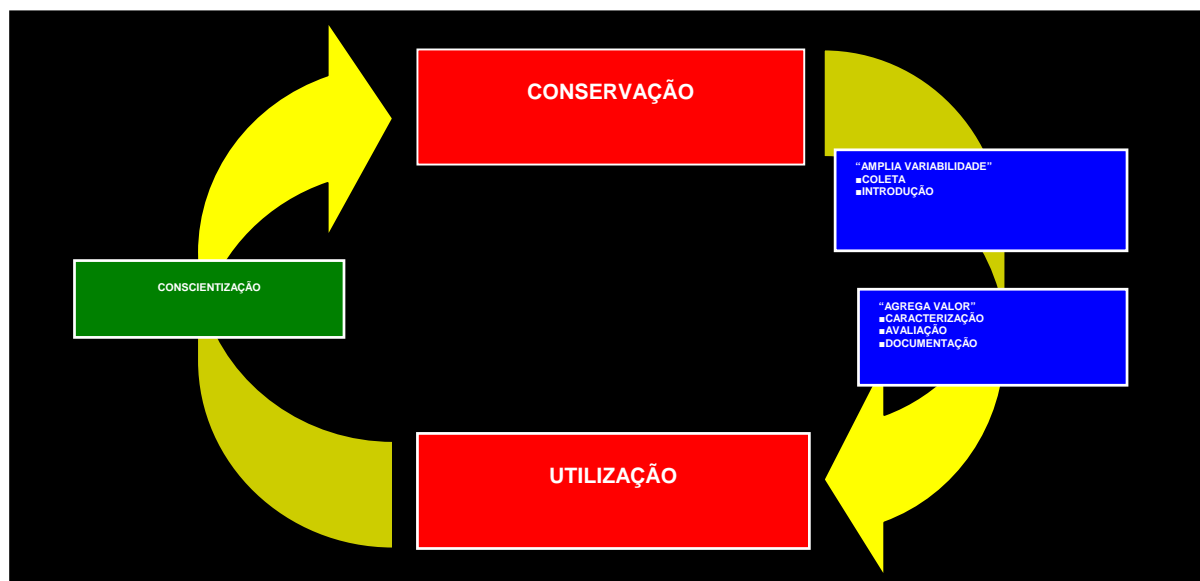 CONSERVAÇÃO
“AMPLIA VARIABILIDADE”
■COLETA
■INTRODUÇÃO
CONSCIENTIZAÇÃO
“AGREGA VALOR”
■CARACTERIZAÇÃO
■AVALIAÇÃO
■DOCUMENTAÇÃO
UTILIZAÇÃO